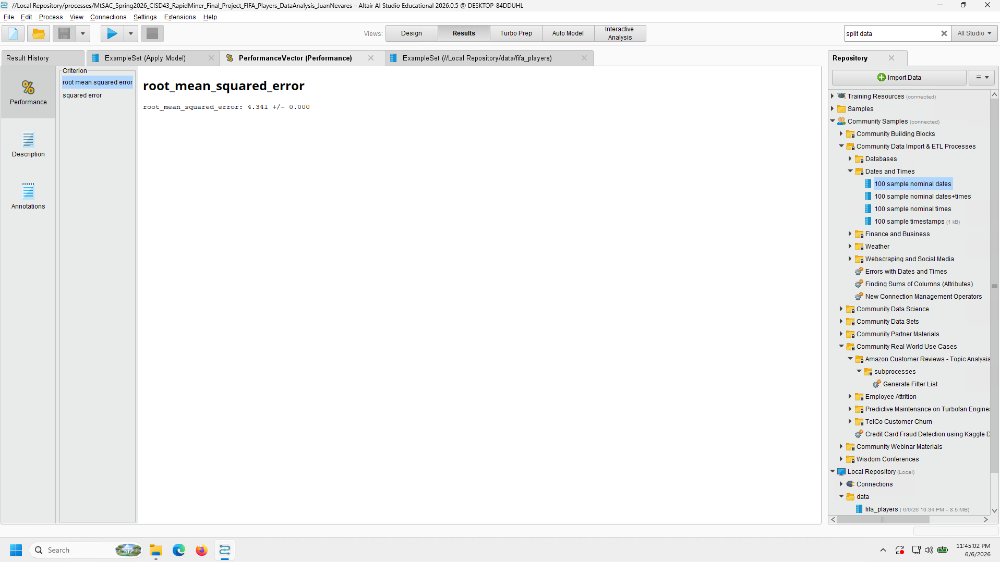 //Local Repository/processes/MtSAC_Spring2026_CISD43_RapidMiner_Final_Project_FIFA_Players_DataAnalysis_JuanNevares – Altair AI Studio Educational 2026.0.5 @ DESKTOP-84DDUHL
File Edit Process View Connections Settings Extensions Help
Views:
Design
Results
Turbo Prep
Auto Model
Interactive
Analysis
split data
All Studio
Result History
ExampleSet (Apply Model)
PerformanceVector (Performance)
ExampleSet (//Local Repository/data/fifa_players)
Repository
Performance
Description
Annotations
Criterion
root mean squared error
squared error
root_mean_squared_error
root_mean_squared_error: 4.341 +/- 0.000
Import Data
Training Resources (connected)
Samples
Community Samples (connected)
Community Building Blocks
Community Data Import & ETL Processes
Databases
Dates and Times
100 sample nominal dates
100 sample nominal dates+times
100 sample nominal times
100 sample timestamps (1 kB)
Finance and Business
Weather
Webscraping and Social Media
Errors with Dates and Times
Finding Sums of Columns (Attributes)
New Connection Management Operators
Community Data Science
Community Data Sets
Community Partner Materials
Community Real World Use Cases
Amazon Customer Reviews - Topic Analysis
subprocesses
Generate Filter List
Employee Attrition
Predictive Maintenance on Turbofan Engines
TelCo Customer Churn
Credit Card Fraud Detection using Kaggle D
Community Webinar Materials
Wisdom Conferences
Local Repository (Local)
Connections
data
fifa_players (6/6/26 10:34 PM – 8.5 MB)
Search
11:45:02 PM
6/6/2026